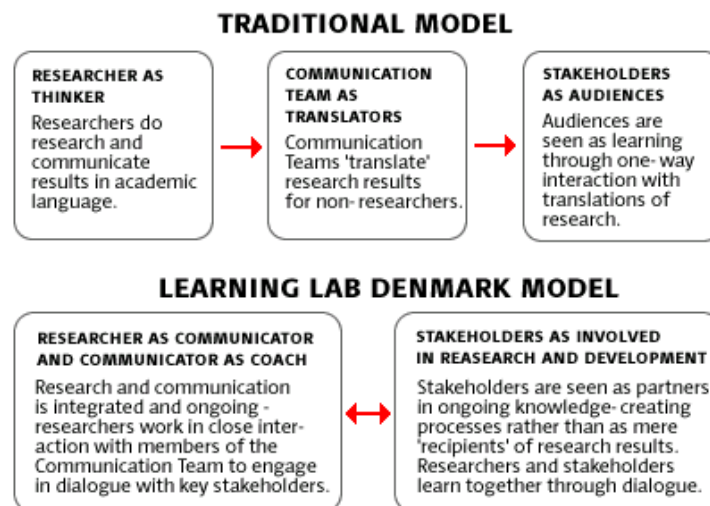 TRADITIONAL MODEL
RESEARCHER AS
THINKER
Researchers do
research and
communicate
results in academic
language.
COMMUNICATION
TEAM AS
TRANSLATORS
Communication
Teams 'translate'
research results
for non-researchers.
STAKEHOLDERS
AS AUDIENCES
Audiences are
seen as learning
through one-way
interaction with
translations of
research.
LEARNING LAB DENMARK MODEL
RESEARCHER AS COMMUNICATOR
AND COMMUNICATOR AS COACH
Research and communication
is integrated and ongoing -
researchers work in close inter-
action with members of the
Communication Team to engage
in dialogue with key stakeholders.
STAKEHOLDERS AS INVOLVED
IN REASEARCH AND DEVELOPMENT
Stakeholders are seen as partners
in ongoing knowledge-creating
processes rather than as mere
'recipients' of research results.
Researchers and stakeholders
learn together through dialogue.